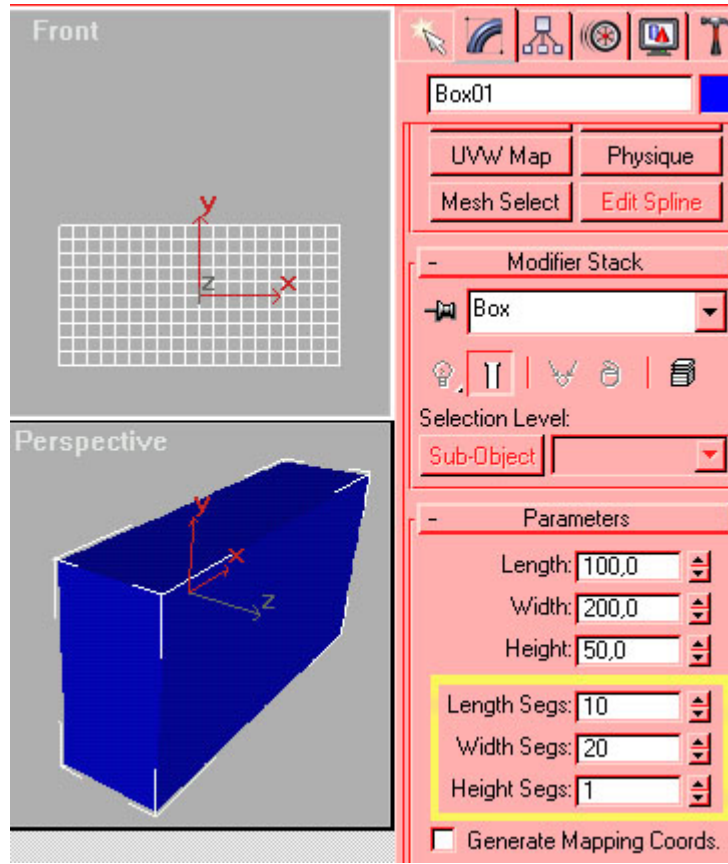 Front
y
z
x
Perspective
y
x
z
Box01
UVW Map
Physique
Mesh Select
Edit Spline
- Modifier Stack
Box
Selection Level:
Sub-Object
- Parameters
Length: 100,0
Width: 200,0
Height: 50,0
Length Segs: 10
Width Segs: 20
Height Segs: 1
Generate Mapping Coords.